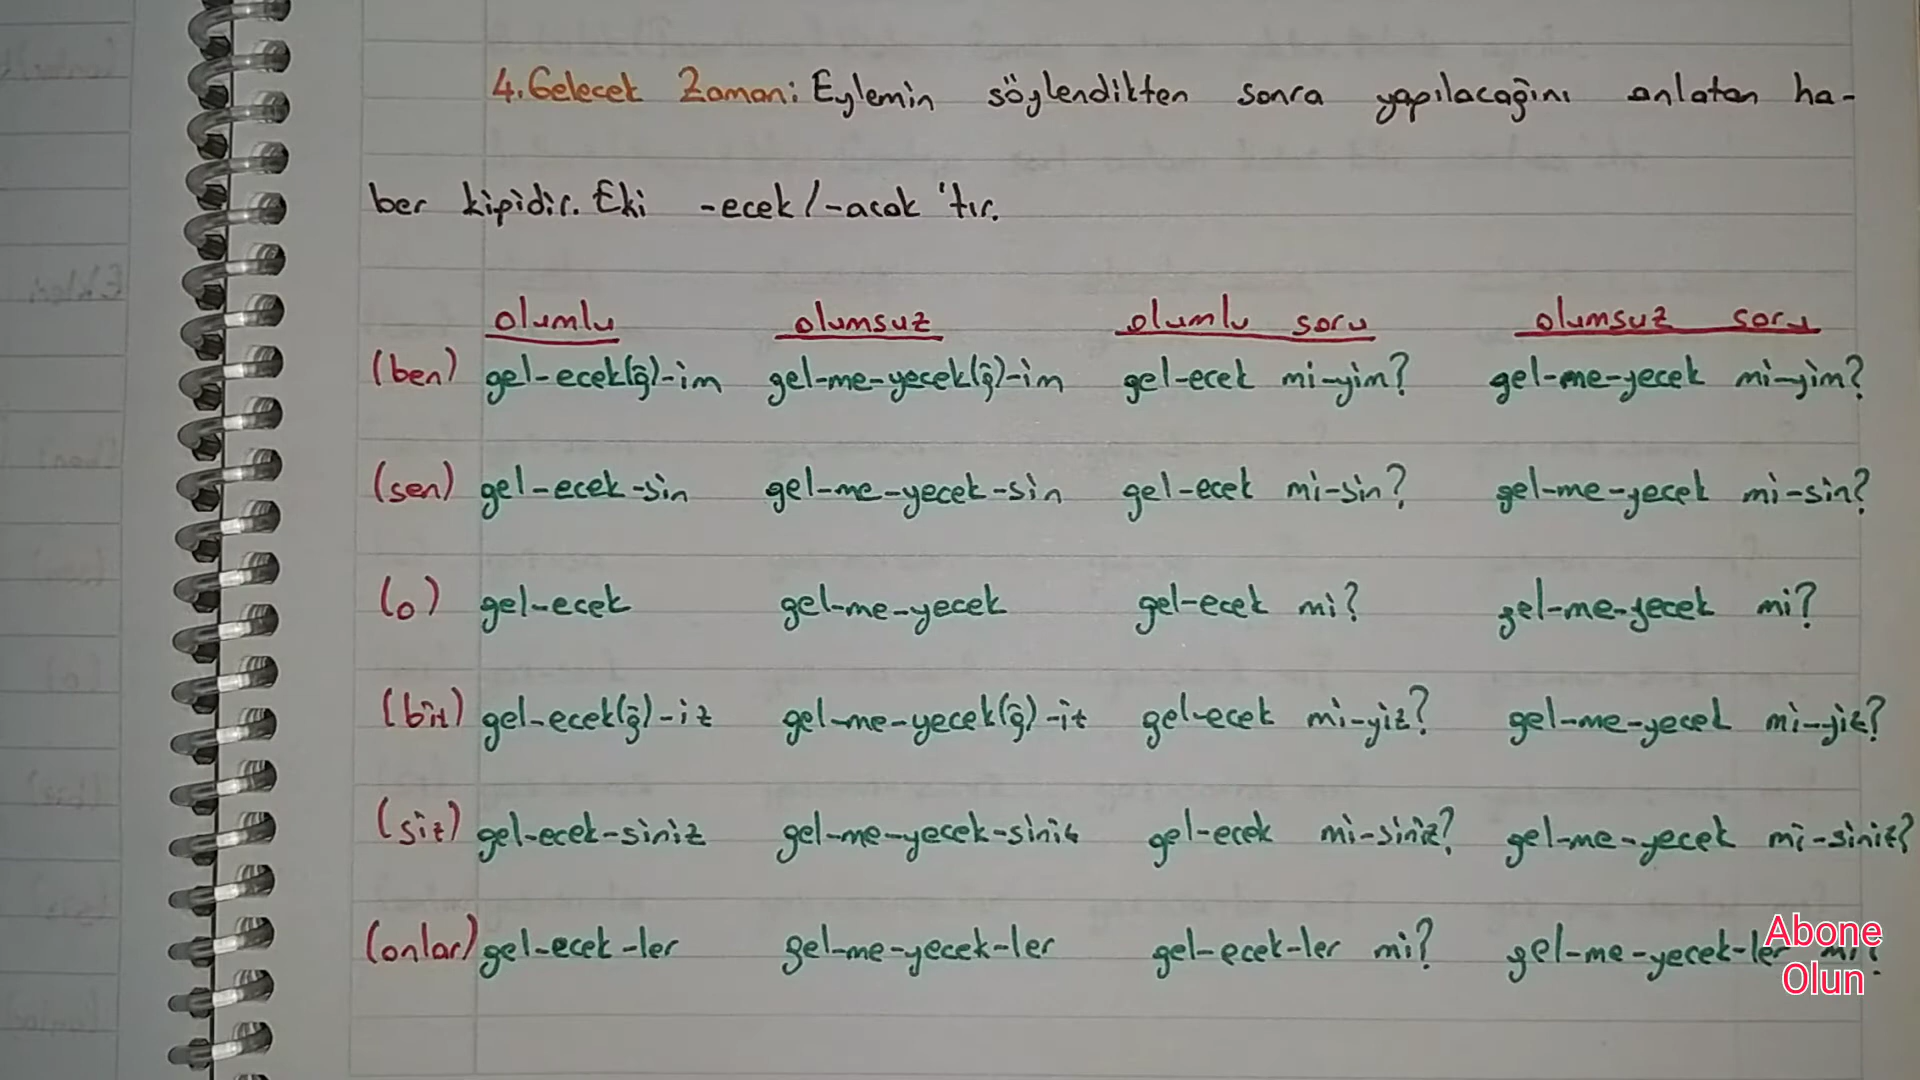 4. Gelecek Zaman: Eylemin söylendikten sonra yapılacağını anlatan ha-
ber kipidir. Eki -ecek/-acak 'tır.
olumlu olumsuz olumlu soru olumsuz soru
(ben) gel-ecek(ğ)-im gel-me-yecek(ğ)-im gel-ecek mi-yim? gel-me-yecek mi-yim?
(sen) gel-ecek-sin gel-me-yecek-sin gel-ecek mi-sin? gel-me-yecek mi-sin?
(o) gel-ecek gel-me-yecek gel-ecek mi? gel-me-yecek mi?
(biz) gel-ecek(ğ)-iz gel-me-yecek(ğ)-iz gel-ecek mi-yiz? gel-me-yecek mi-yiz?
(siz) gel-ecek-siniz gel-me-yecek-siniz gel-ecek mi-siniz? gel-me-yecek mi-siniz?
(onlar) gel-ecek-ler gel-me-yecek-ler gel-ecek-ler mi? gel-me-yecek-ler mi?
Abone
Olun